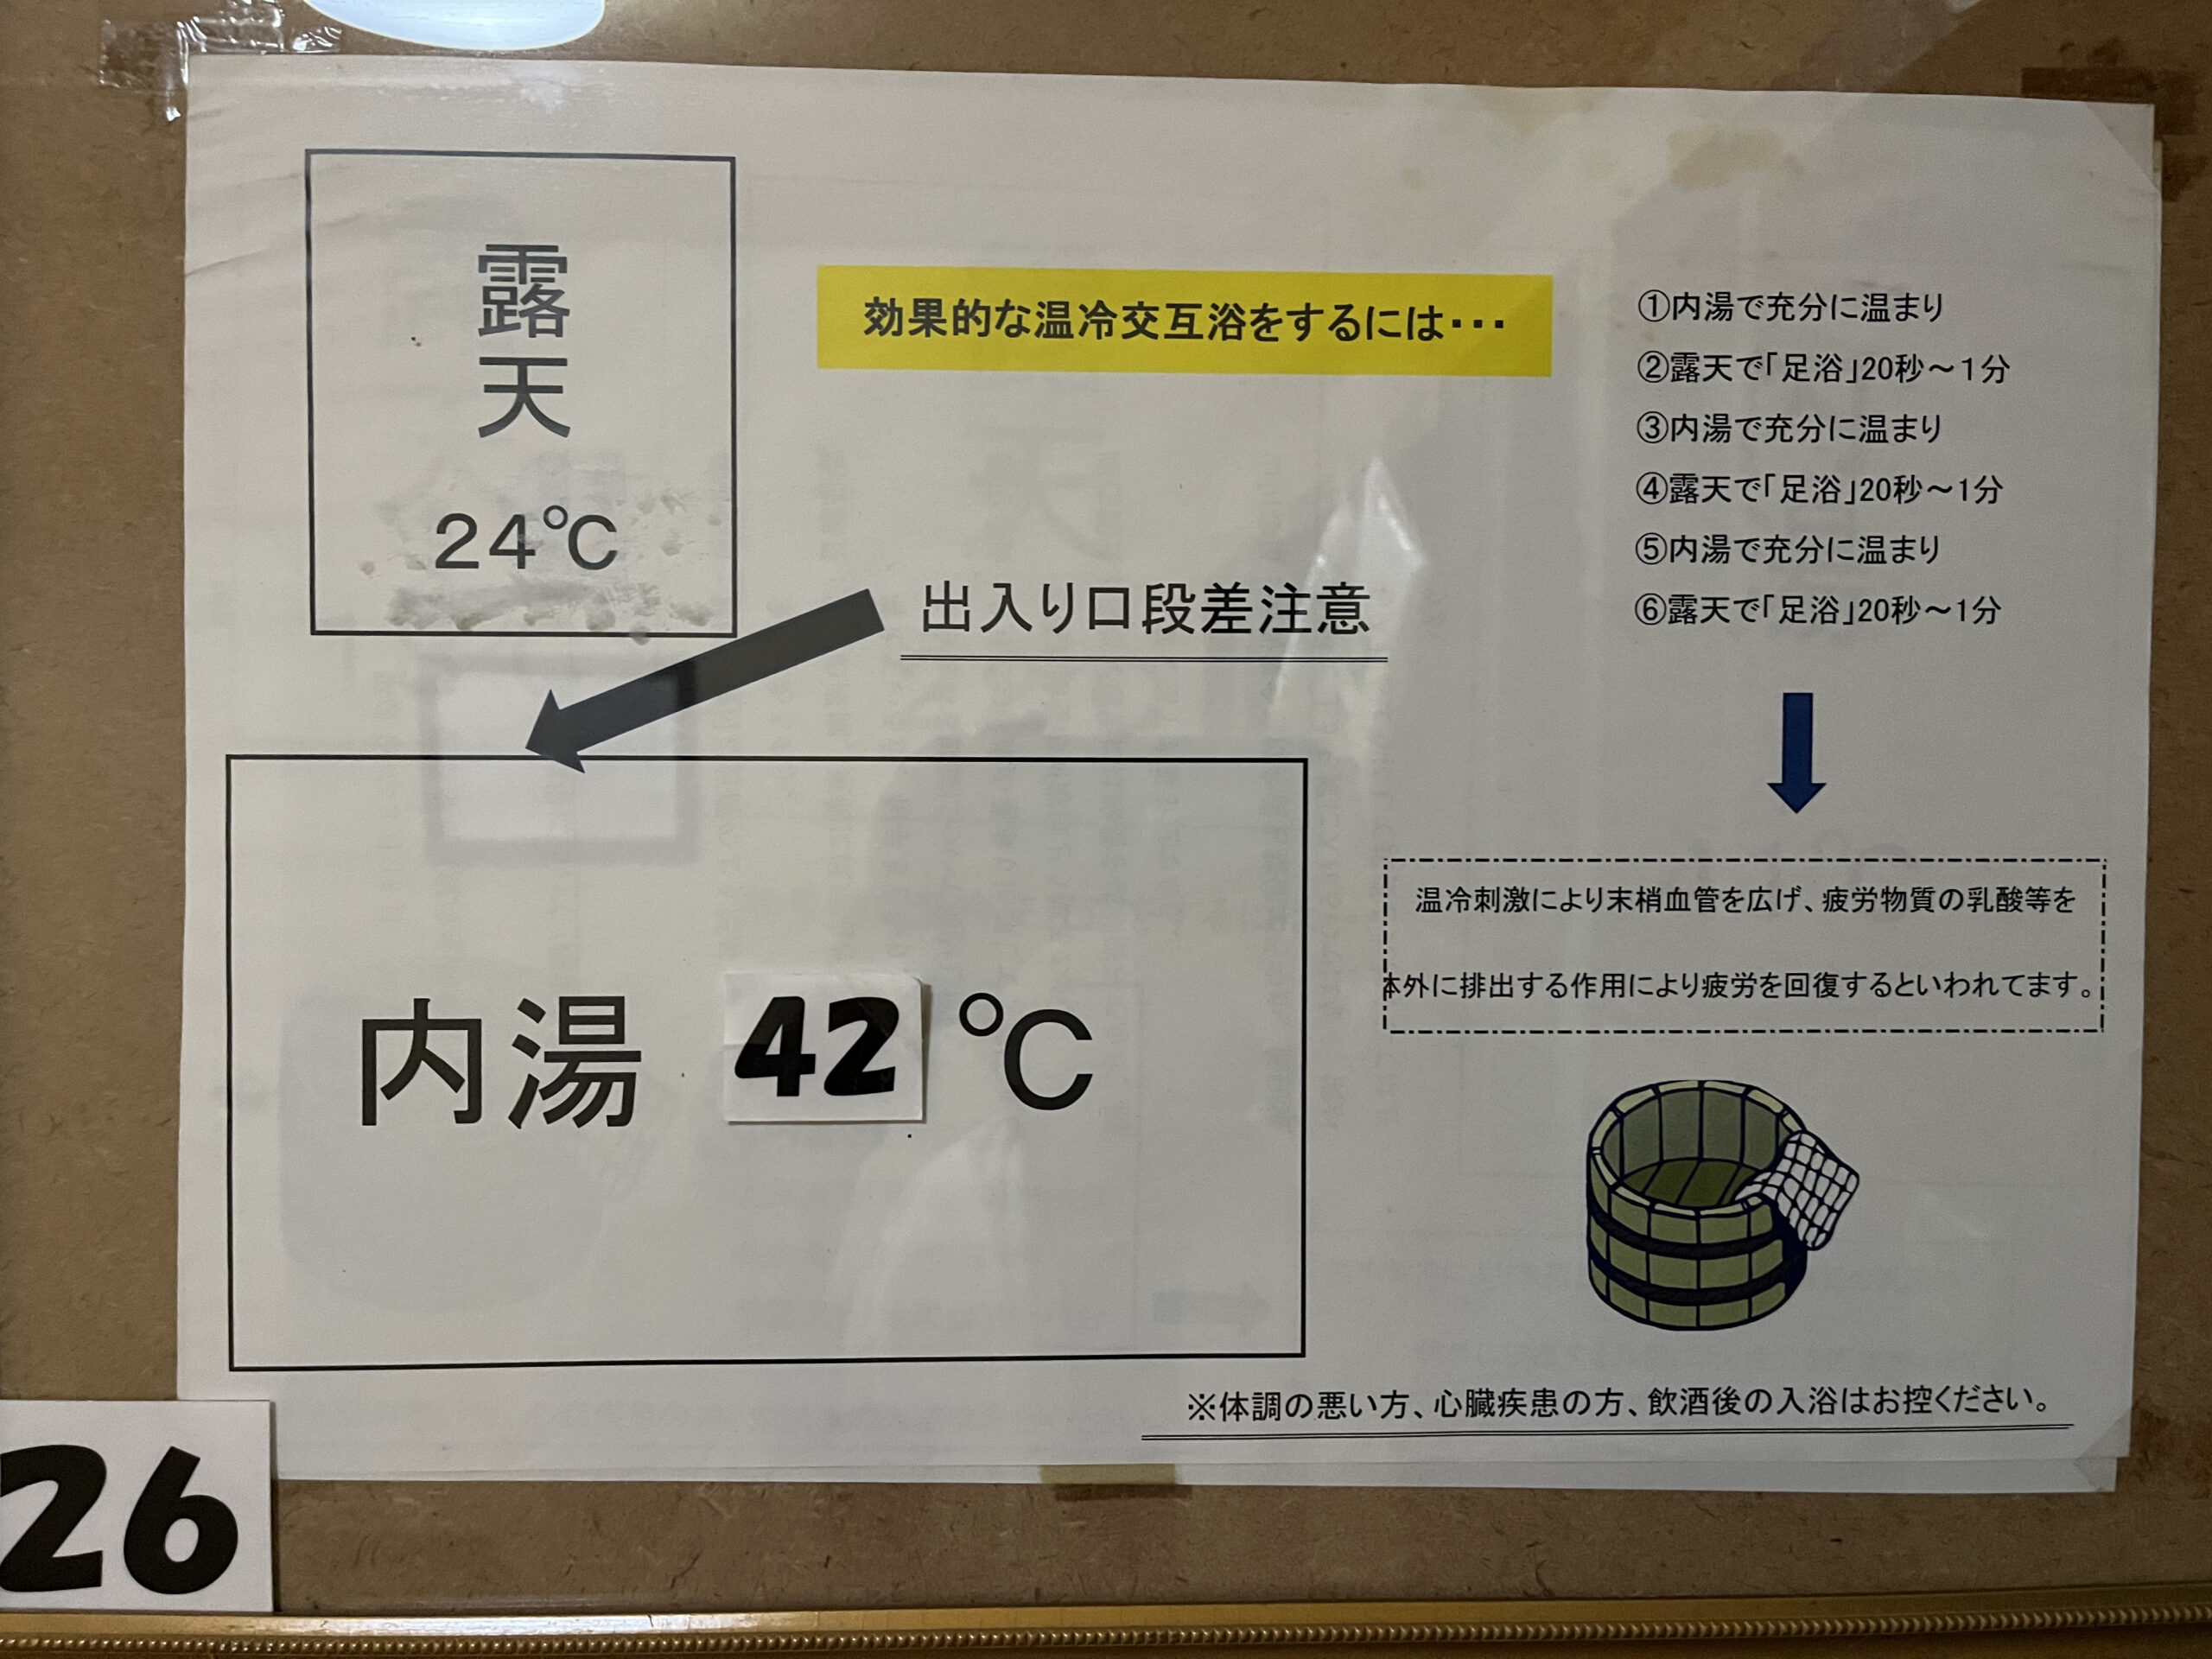 露
天
24℃
効果的な温冷交互浴をするには・・・
①内湯で充分に温まり
②露天で「足浴」20秒～１分
③内湯で充分に温まり
④露天で「足浴」20秒～1分
⑤内湯で充分に温まり
⑥露天で「足浴」20秒～1分
出入り口段差注意
温冷刺激により末梢血管を広げ、疲労物質の乳酸等を
体外に排出する作用により疲労を回復するといわれてます。
内湯 42 ℃
※体調の悪い方、心臓疾患の方、飲酒後の入浴はお控ください。
26